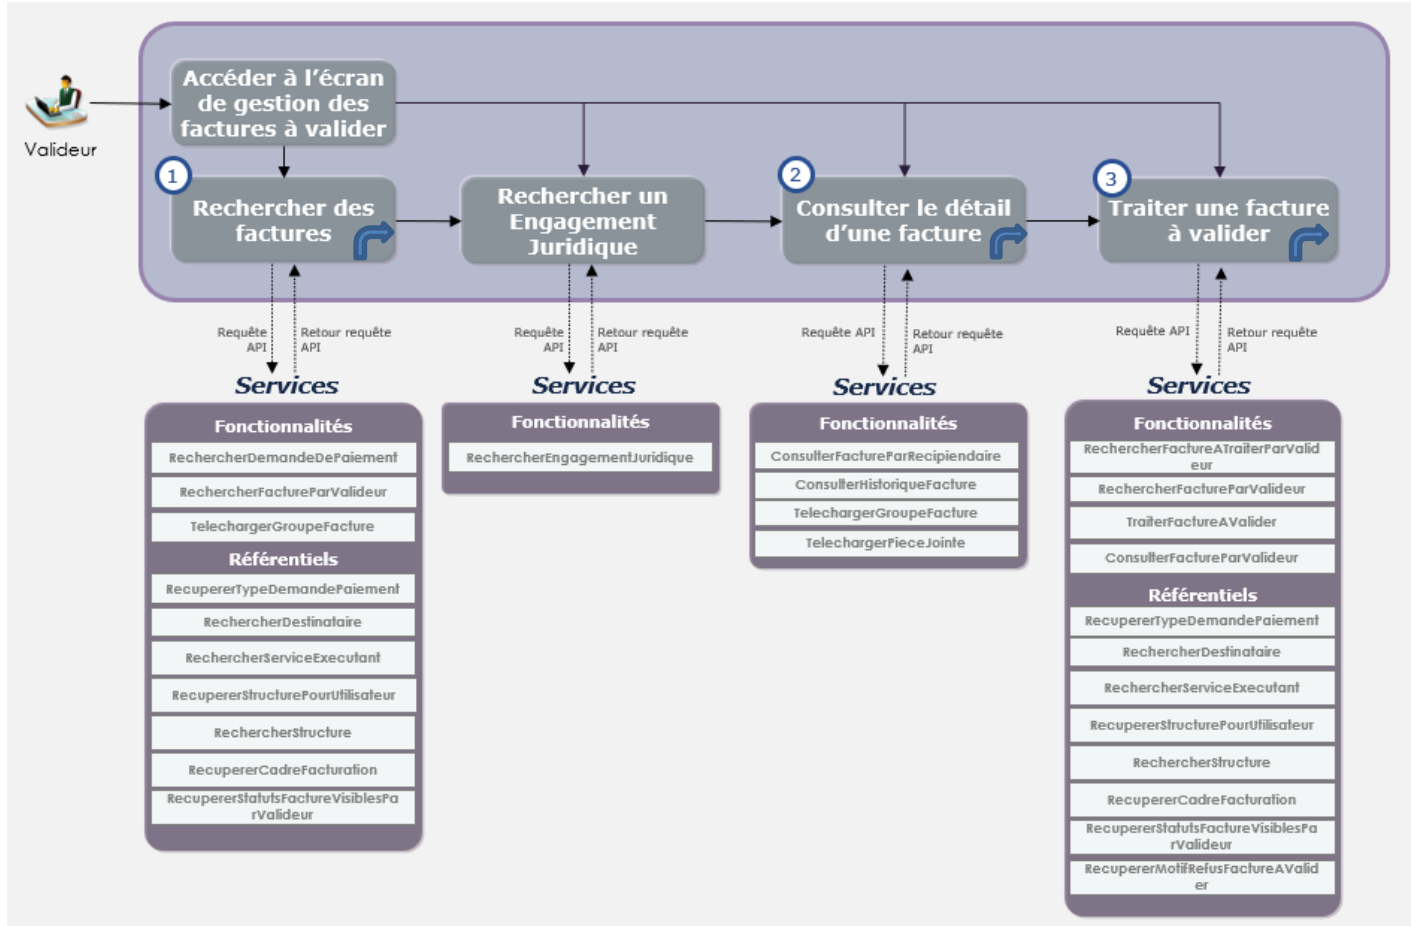 Valideur
Accéder à l'écran
de gestion des
factures à valider
1
Rechercher des
factures
Rechercher un
Engagement
Juridique
2
Consulter le détail
d'une facture
3
Traiter une facture
à valider
Requête
API
Retour requête
API
Requête
API
Retour requête
API
Requête API
Retour requête
API
Requête API
Retour requête
API
Services
Fonctionnalités
RechercherDemandeDePaiement
RechercherFactureParValideur
TelechargerGroupeFacture
Référentiels
RecupererTypeDemandePaiement
RechercherDestinataire
RechercherServiceExecutant
RecupererStructurePourUtilisateur
RechercherStructure
RecupererCadreFacturation
RecupererStatutsFactureVisiblesPa
rValideur
Services
Fonctionnalités
RechercherEngagementJuridique
Services
Fonctionnalités
ConsulterFactureParRecipiendaire
ConsulterHistoriqueFacture
TelechargerGroupeFacture
TelechargerPieceJointe
Services
Fonctionnalités
RechercherFactureATraiterParValid
eur
RechercherFactureParValideur
TraiterFactureAValider
ConsulterFactureParValideur
Référentiels
RecupererTypeDemandePaiement
RechercherDestinataire
RechercherServiceExecutant
RecupererStructurePourUtilisateur
RechercherStructure
RecupererCadreFacturation
RecupererStatutsFactureVisiblesPa
rValideur
RecupererMotifRefusFactureAValid
er